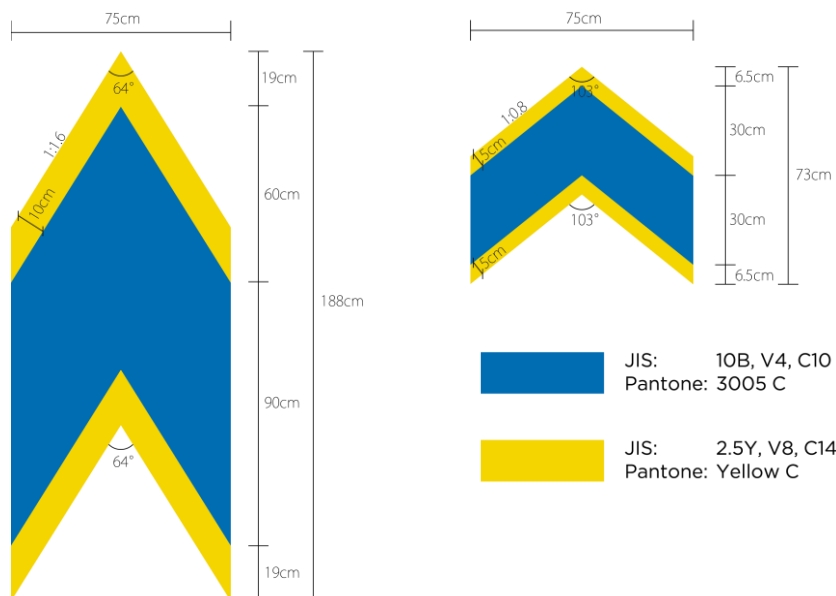 75cm
19cm
64°
1:1.6
10cm
60cm
188cm
90cm
64°
19cm
75cm
6.5cm
103°
1:0.8
1.5cm
30cm
73cm
30cm
103°
1.5cm
6.5cm
JIS: 10B, V4, C10
Pantone: 3005 C
JIS: 2.5Y, V8, C14
Pantone: Yellow C